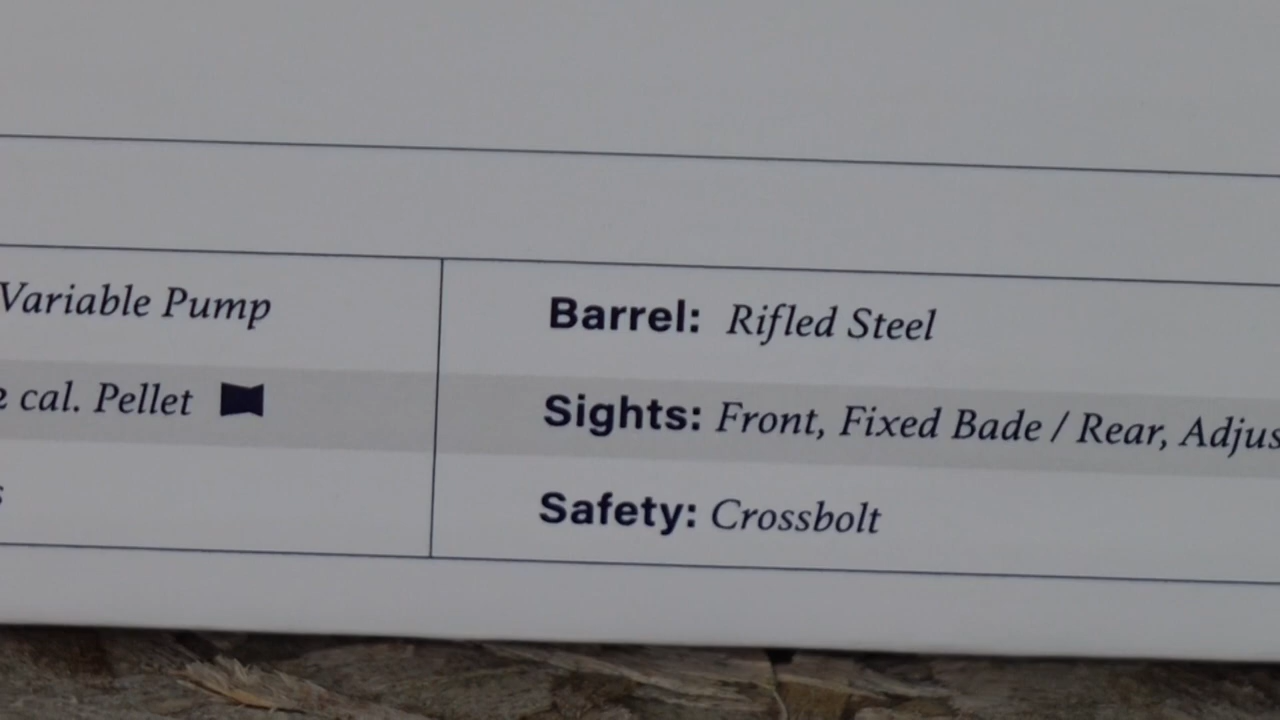 Variable Pump
cal. Pellet
Barrel: Rifled Steel
Sights: Front, Fixed Bade / Rear, Adjus
Safety: Crossbolt